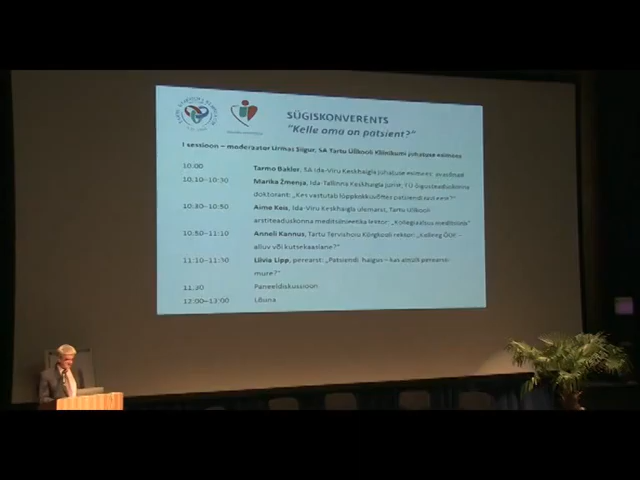 SÜGISKONVERENTS
"Kelle oma on patsient?"
I sessioon – moderaator Urmas Siigur, SA Tartu Ülikooli Kliinikumi juhatuse esimees
10.00 Tarmo Bakler, SA Ida-Viru Keskhaigla juhatuse esimees:
10.10–10.30 Marika Žmenja, Ida-Tallinna Keskhaigla jurist, TÜ õigusteaduskonna
doktorant: „Kes vastutab lõppkokkuvõttes patsiendi eest?"
10.30–10.50 Aime Keis, Ida-Viru Keskhaigla ülemarst, Tartu Ülikooli
arstiteaduskonna meditsiinieetika lektor: „Kollegiaalsus meditsiinis"
10.50–11.10 Anneli Kannus, Tartu Tervishoiu Kõrgkooli rektor: „Kolleeg ÕDE –
alluv või kutsekaaslane?"
11.10–11.30 Liivia Lipp, perearst: „Patsiendi haigus – kas ainult perearsti
mure?"
11.30 Paneeldiskussioon
12.00–13.00 Lõuna